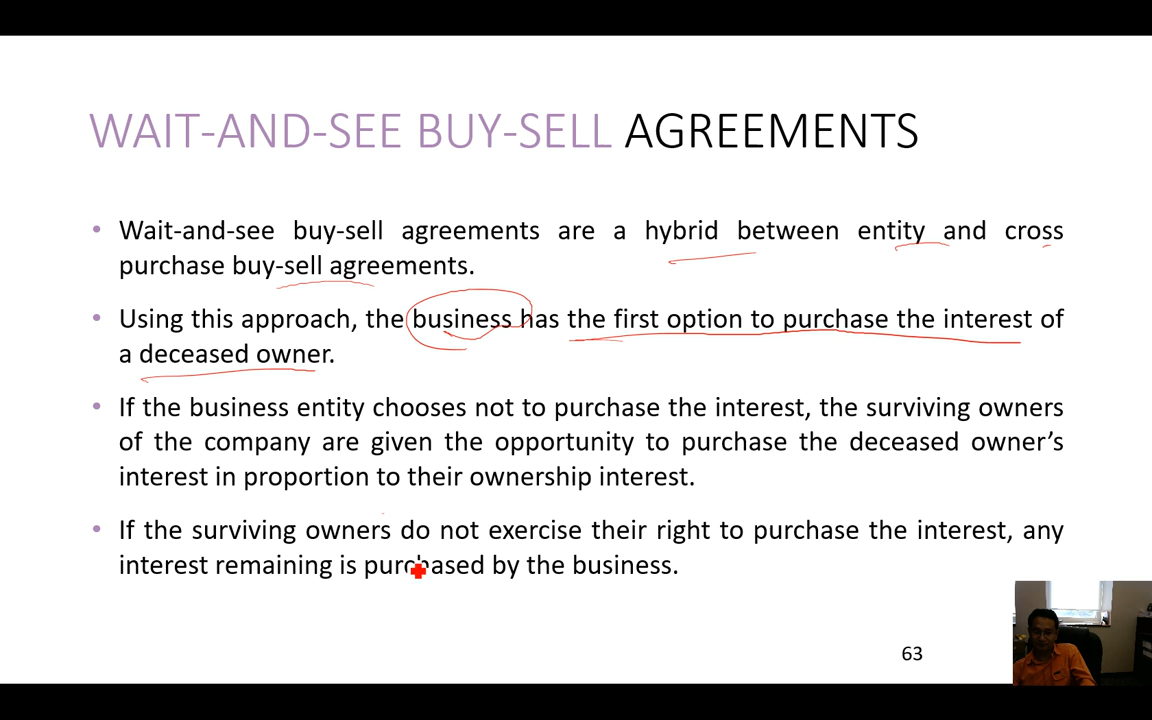 WAIT-AND-SEE BUY-SELL AGREEMENTS
• Wait-and-see buy-sell agreements are a hybrid between entity and cross
purchase buy-sell agreements.
• Using this approach, the business has the first option to purchase the interest of
a deceased owner.
• If the business entity chooses not to purchase the interest, the surviving owners
of the company are given the opportunity to purchase the deceased owner’s
interest in proportion to their ownership interest.
• If the surviving owners do not exercise their right to purchase the interest, any
interest remaining is purchased by the business.
63